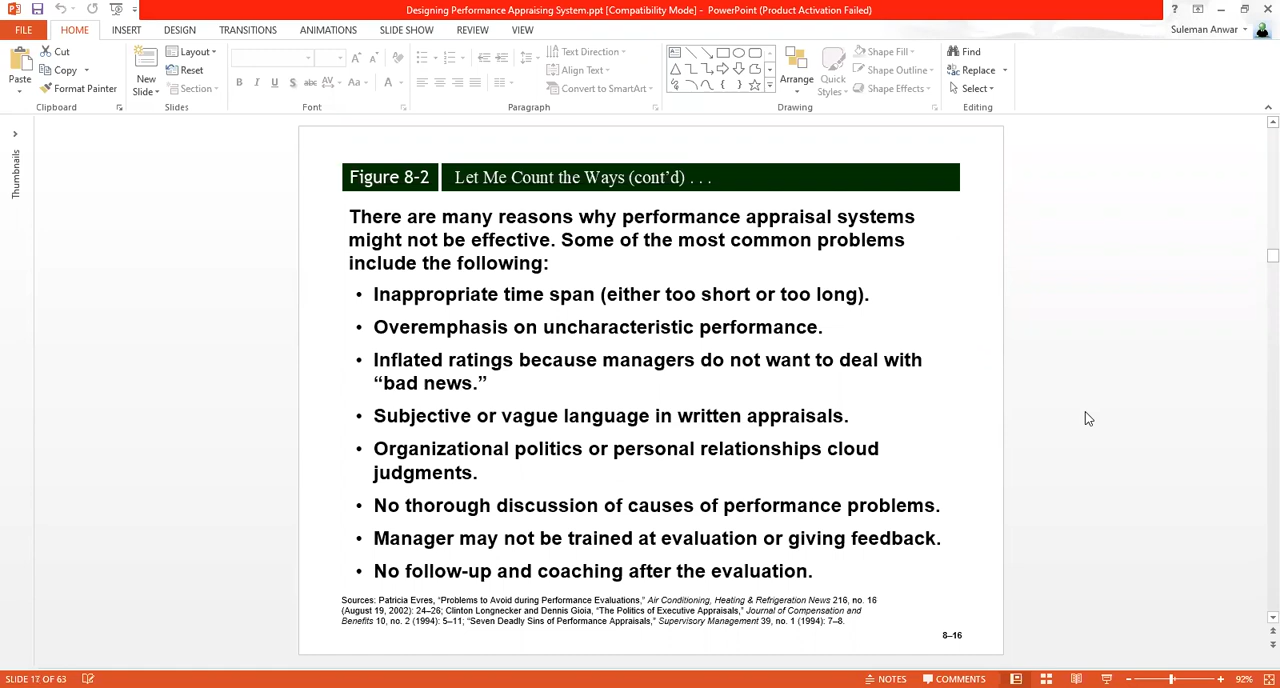 Designing Performance Appraising System.ppt [Compatibility Mode] - PowerPoint (Product Activation Failed)
FILE HOME INSERT DESIGN TRANSITIONS ANIMATIONS SLIDE SHOW REVIEW VIEW Suleman Anwar
Paste
Cut
Copy
Format Painter
Clipboard
New
Slide
Layout
Reset
Section
Slides
Font
Text Direction
Align Text
Convert to SmartArt
Paragraph
Arrange
Quick
Styles
Shape Fill
Shape Outline
Shape Effects
Drawing
Find
Replace
Select
Editing
Thumbnails
Figure 8-2 Let Me Count the Ways (cont’d) . . .
There are many reasons why performance appraisal systems
might not be effective. Some of the most common problems
include the following:
• Inappropriate time span (either too short or too long).
• Overemphasis on uncharacteristic performance.
• Inflated ratings because managers do not want to deal with
“bad news.”
• Subjective or vague language in written appraisals.
• Organizational politics or personal relationships cloud
judgments.
• No thorough discussion of causes of performance problems.
• Manager may not be trained at evaluation or giving feedback.
• No follow-up and coaching after the evaluation.
Sources: Patricia Evres, “Problems to Avoid during Performance Evaluations,” Air Conditioning, Heating & Refrigeration News 216, no. 16
(August 19, 2002): 24–26; Clinton Longnecker and Dennis Gioia, “The Politics of Executive Appraisals,” Journal of Compensation and
Benefits 10, no. 2 (1994): 5–11; “Seven Deadly Sins of Performance Appraisals,” Supervisory Management 39, no. 1 (1994): 7–8.
8–16
SLIDE 17 OF 63 NOTES COMMENTS 92%